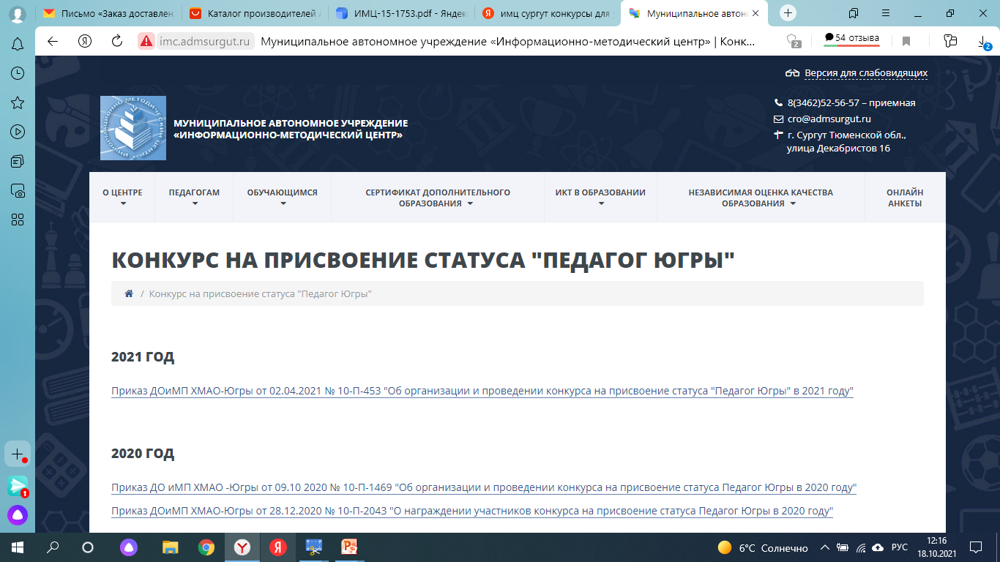 Письмо «Заказ доставлен
Каталог производителей
ИМЦ-15-1753.pdf - Яндек
имц сургут конкурсы для
Муниципальное автоно
imc.admsurgut.ru
Муниципальное автономное учреждение «Информационно-методический центр» | Конк...
2
54 отзыва
2
Версия для слабовидящих
МУНИЦИПАЛЬНОЕ АВТОНОМНОЕ УЧРЕЖДЕНИЕ
«ИНФОРМАЦИОННО-МЕТОДИЧЕСКИЙ ЦЕНТР»
8(3462)52-56-57 – приемная
cro@admsurgut.ru
г. Сургут Тюменской обл.,
улица Декабристов 16
О ЦЕНТРЕ
ПЕДАГОГАМ
ОБУЧАЮЩИМСЯ
СЕРТИФИКАТ ДОПОЛНИТЕЛЬНОГО
ОБРАЗОВАНИЯ
ИКТ В ОБРАЗОВАНИИ
НЕЗАВИСИМАЯ ОЦЕНКА КАЧЕСТВА
ОБРАЗОВАНИЯ
ОНЛАЙН
АНКЕТЫ
КОНКУРС НА ПРИСВОЕНИЕ СТАТУСА "ПЕДАГОГ ЮГРЫ"
/ Конкурс на присвоение статуса "Педагог Югры"
2021 ГОД
Приказ ДОиМП ХМАО-Югры от 02.04.2021 № 10-П-453 "Об организации и проведении конкурса на присвоение статуса "Педагог Югры" в 2021 году"
2020 ГОД
Приказ ДО иМП ХМАО -Югры от 09.10 2020 № 10-П-1469 "Об организации и проведении конкурса на присвоение статуса Педагог Югры в 2020 году"
Приказ ДОиМП ХМАО-Югры от 28.12.2020 № 10-П-2043 "О награждении участников конкурса на присвоение статуса Педагог Югры в 2020 году"
1
6°C Солнечно
РУС
12:16
18.10.2021